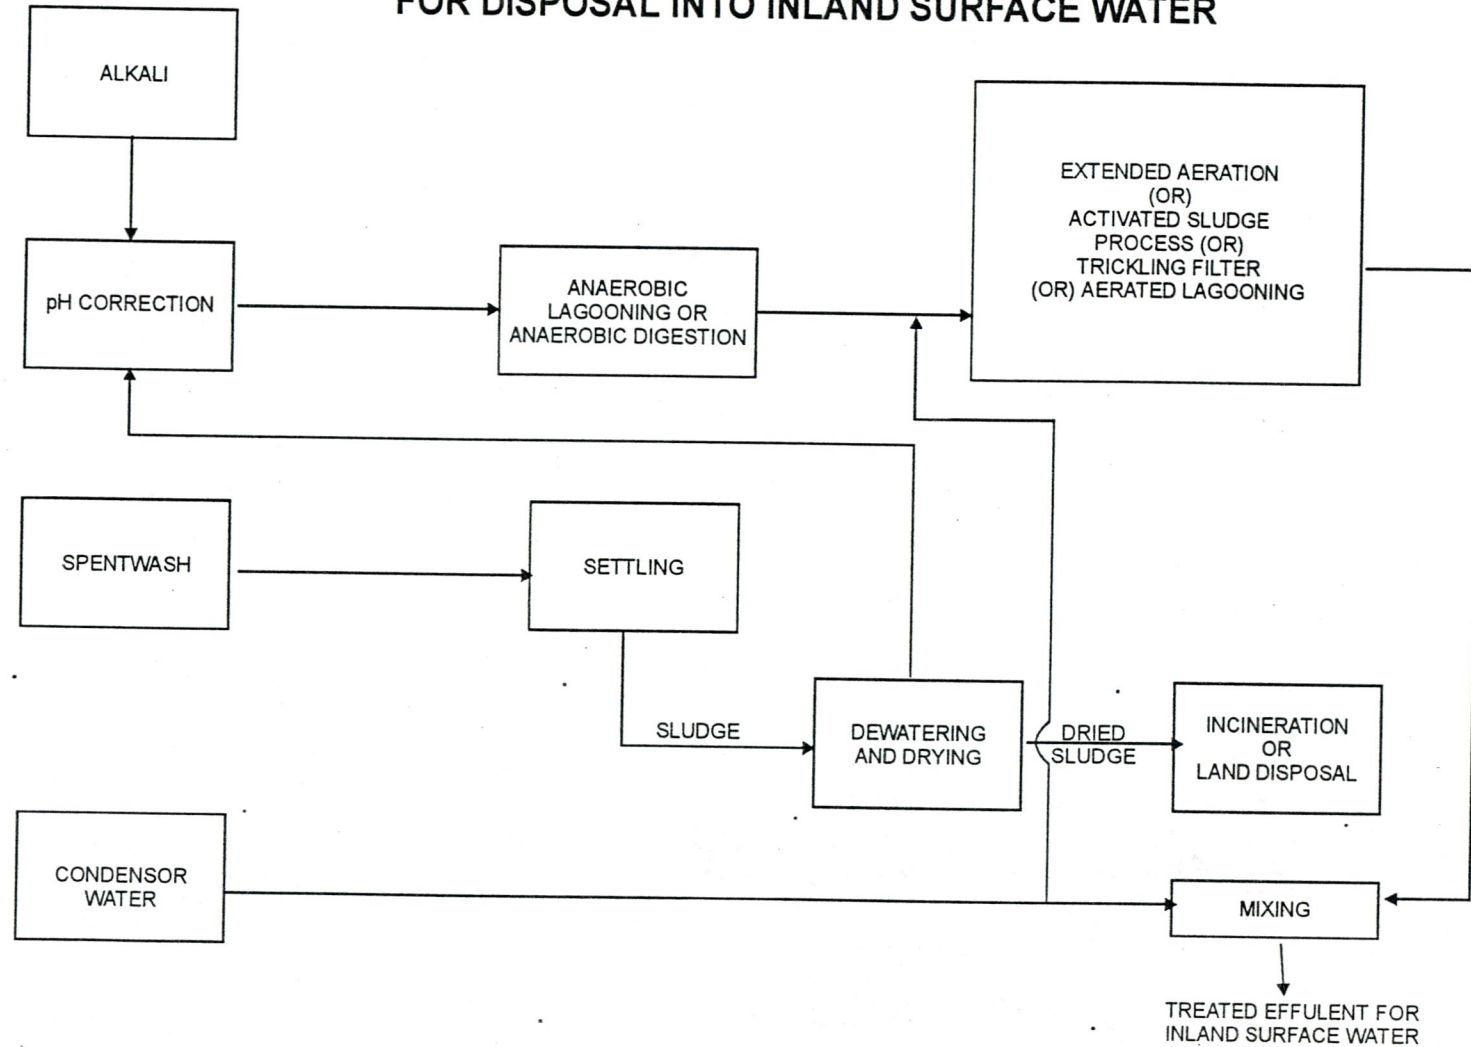 FOR DISPOSAL INTO INLAND SURFACE WATER
ALKALI
EXTENDED AERATION
(OR)
ACTIVATED SLUDGE
PROCESS (OR)
TRICKLING FILTER
(OR) AERATED LAGOONING
pH CORRECTION
ANAEROBIC
LAGOONING OR
ANAEROBIC DIGESTION
SPENTWASH
SETTLING
SLUDGE
DEWATERING
AND DRYING
DRIED
SLUDGE
INCINERATION
OR
LAND DISPOSAL
CONDENSOR
WATER
MIXING
TREATED EFFULENT FOR
INLAND SURFACE WATER